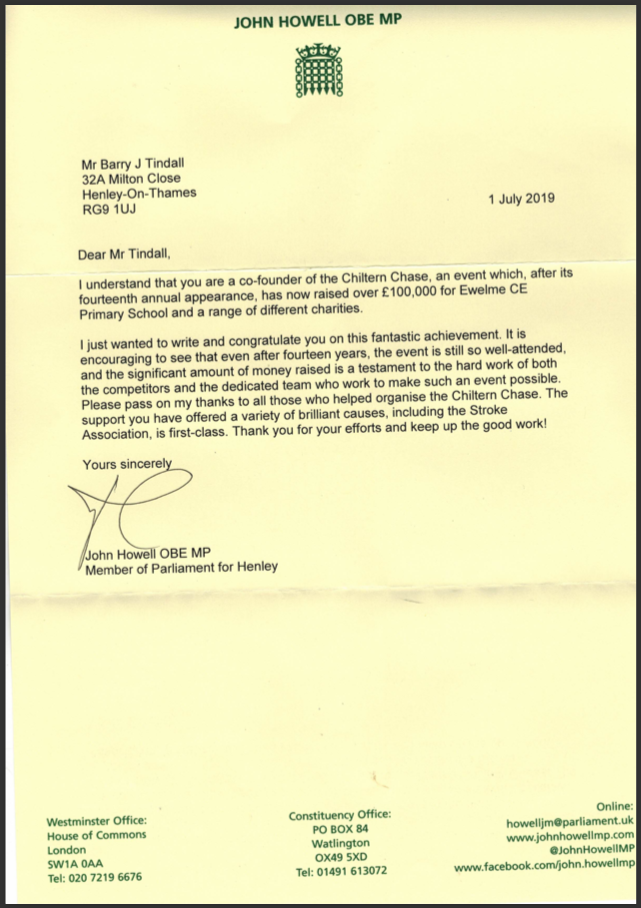 JOHN HOWELL OBE MP
Mr Barry J Tindall
32A Milton Close
Henley-On-Thames
RG9 1UJ
1 July 2019
Dear Mr Tindall,
I understand that you are a co-founder of the Chiltern Chase, an event which, after its
fourteenth annual appearance, has now raised over £100,000 for Ewelme CE
Primary School and a range of different charities.
I just wanted to write and congratulate you on this fantastic achievement. It is
encouraging to see that even after fourteen years, the event is still so well-attended,
and the significant amount of money raised is a testament to the hard work of both
the competitors and the dedicated team who work to make such an event possible.
Please pass on my thanks to all those who helped organise the Chiltern Chase. The
support you have offered a variety of brilliant causes, including the Stroke
Association, is first-class. Thank you for your efforts and keep up the good work!
Yours sincerely
John Howell OBE MP
Member of Parliament for Henley
Westminster Office:
House of Commons
London
SW1A 0AA
Tel: 020 7219 6676
Constituency Office:
PO BOX 84
Watlington
OX49 5XD
Tel: 01491 613072
Online:
howelljm@parliament.uk
www.johnhowellmp.com
@JohnHowellMP
www.facebook.com/john.howellmp